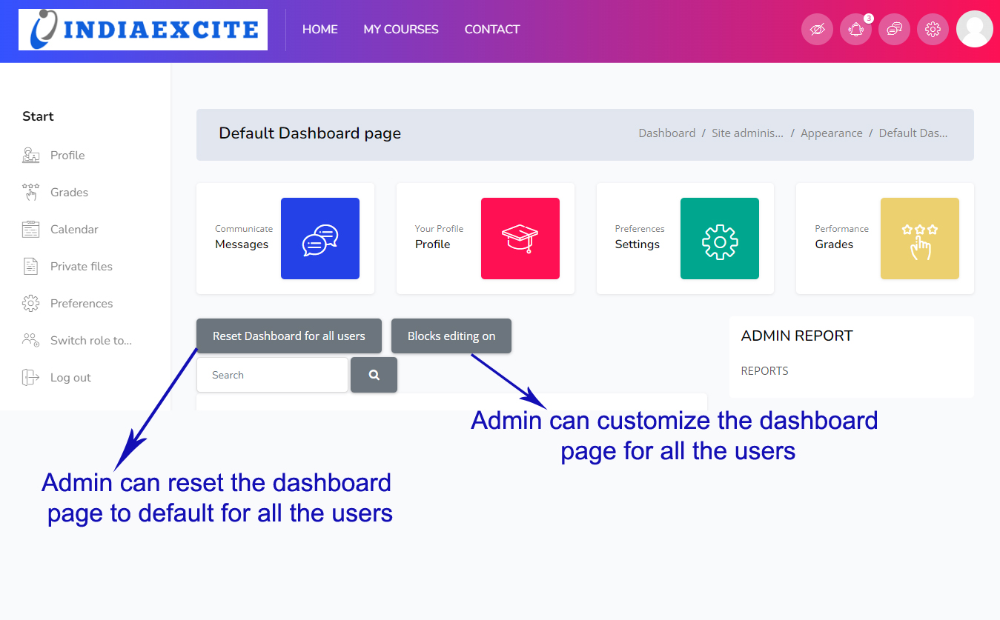 INDIAEXCITE
HOME MY COURSES CONTACT
3
Start
Profile
Grades
Calendar
Private files
Preferences
Switch role to...
Log out
Default Dashboard page
Dashboard / Site adminis... / Appearance / Default Das...
Communicate
Messages
Your Profile
Profile
Preferences
Settings
Performance
Grades
Reset Dashboard for all users
Blocks editing on
Search
ADMIN REPORT
REPORTS
Admin can customize the dashboard
page for all the users
Admin can reset the dashboard
page to default for all the users